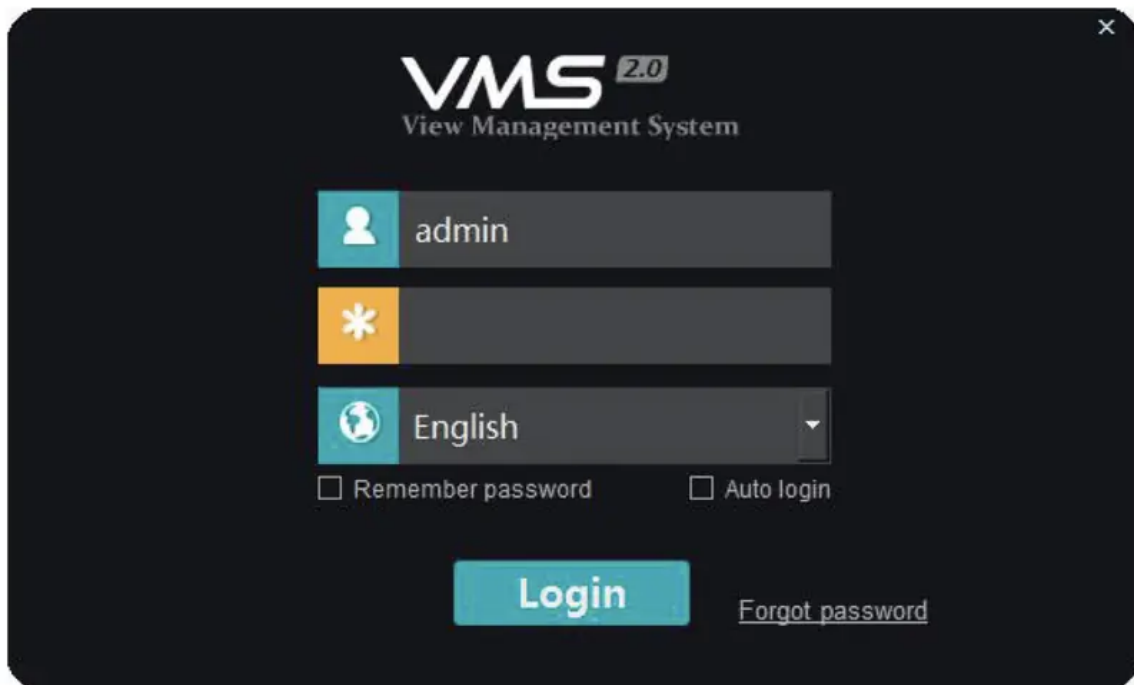 VMS 2.0
View Management System
admin
English
Remember password Auto login
Login
Forgot password